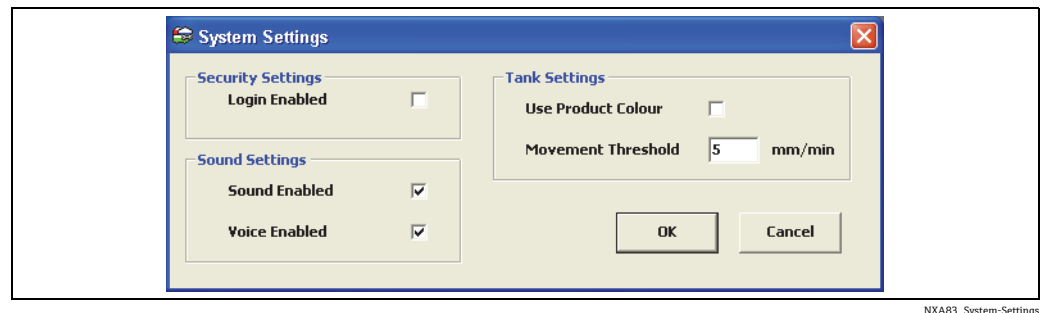 System Settings
Security Settings
Login Enabled
Sound Settings
Sound Enabled
Voice Enabled
Tank Settings
Use Product Colour
Movement Threshold 5 mm/min
OK Cancel
NXA83_System-Settings